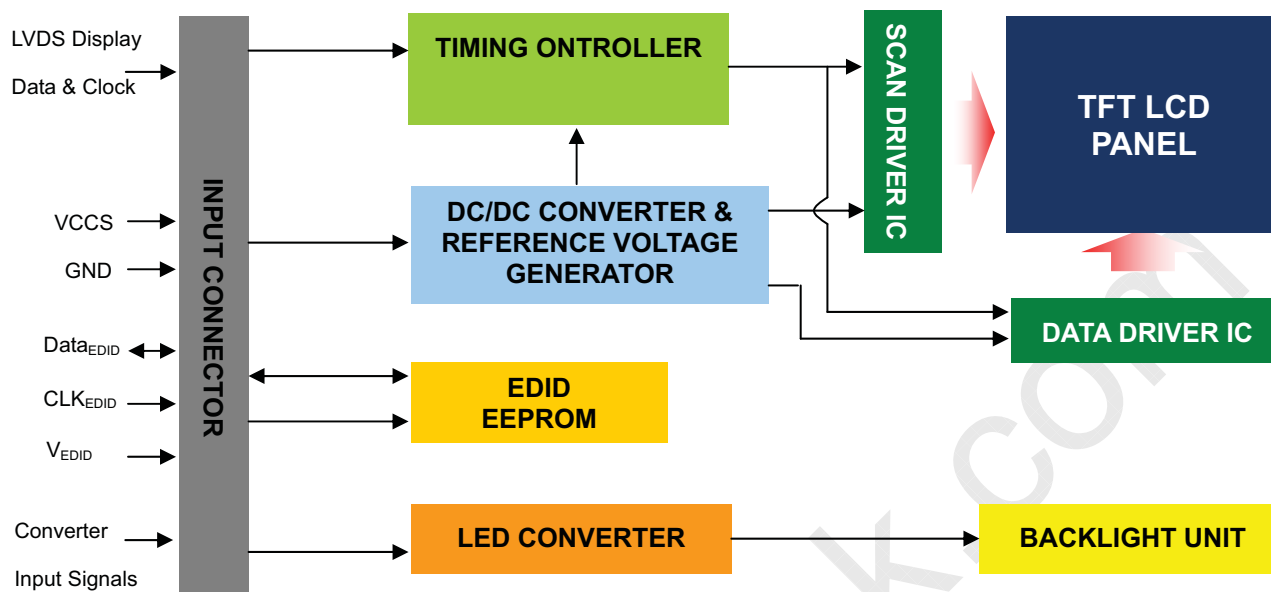 LVDS Display
Data & Clock
VCCS
GND
DataEDID
CLKEDID
VEDID
Converter
Input Signals
INPUT CONNECTOR
TIMING ONTROLLER
DC/DC CONVERTER &
REFERENCE VOLTAGE
GENERATOR
EDID
EEPROM
LED CONVERTER
SCAN DRIVER IC
TFT LCD
PANEL
DATA DRIVER IC
BACKLIGHT UNIT
k.com